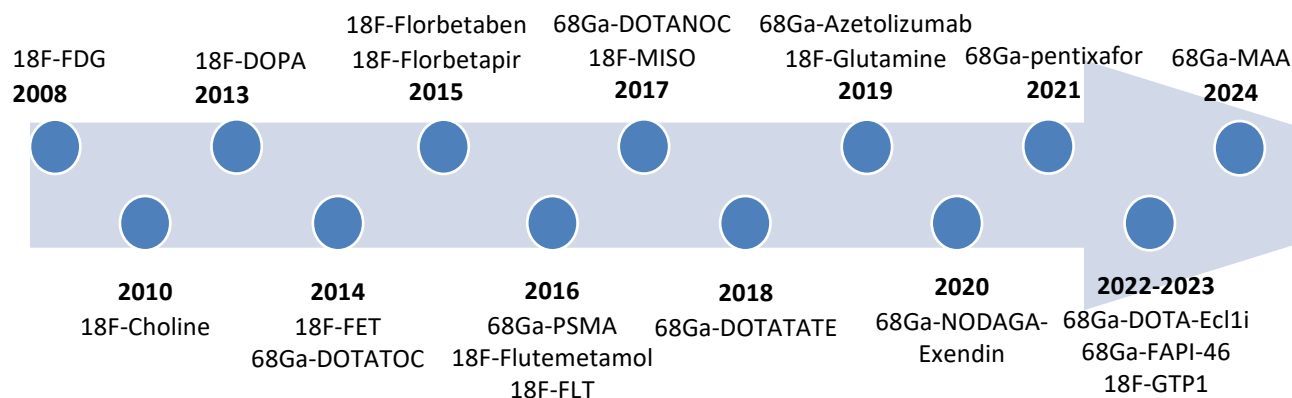 18F-FDG
2008
18F-DOPA
2013
18F-Florbetaben
18F-Florbetapir
2015
68Ga-DOTANOC
18F-MISO
2017
68Ga-Azetolizumab
18F-Glutamine
2019
68Ga-pentixafor
2021
68Ga-MAA
2024
2010
18F-Choline
2014
18F-FET
68Ga-DOTATOC
2016
68Ga-PSMA
18F-Flutemetamol
18F-FLT
2018
68Ga-DOTATATE
2020
68Ga-NODAGA-
Exendin
2022-2023
68Ga-DOTA-Ecl1i
68Ga-FAPI-46
18F-GTP1